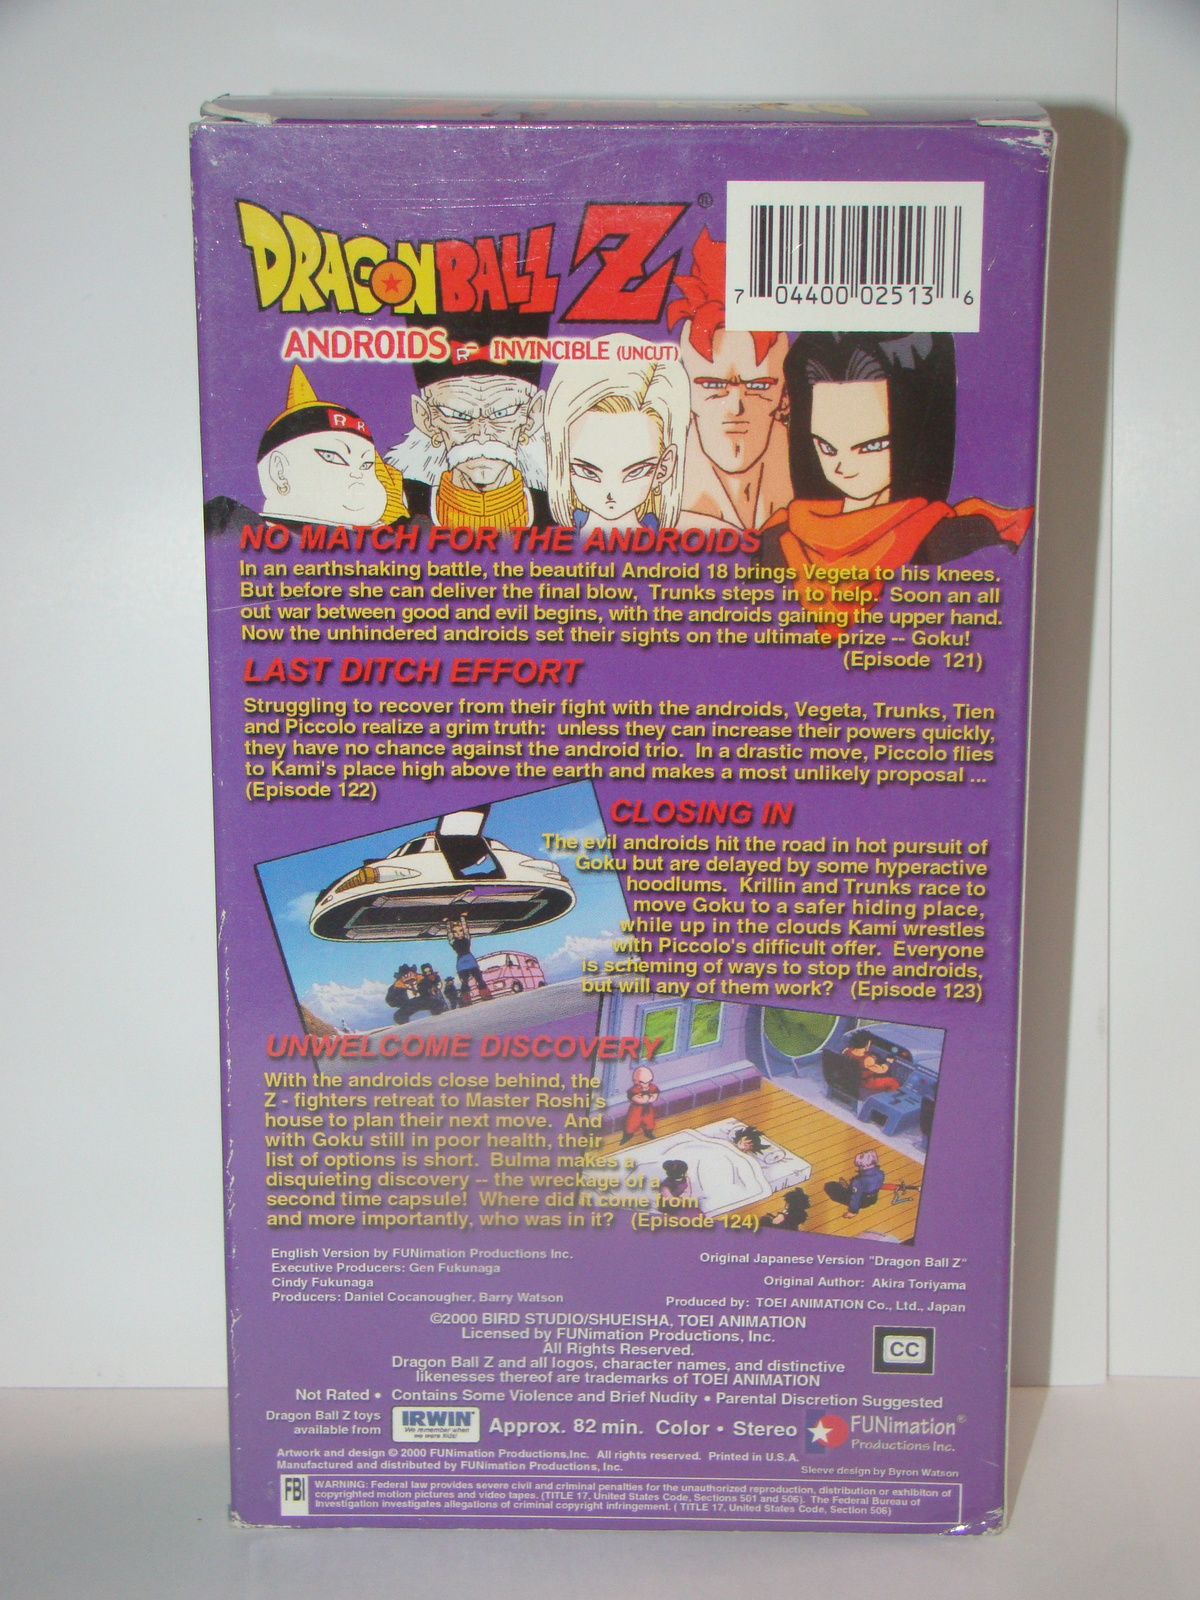 DRAGON BALL Z®
ANDROIDS - INVINCIBLE (UNCUT)
7 04400 02513 6
R R
R
NO MATCH FOR THE ANDROIDS
In an earthshaking battle, the beautiful Android 18 brings Vegeta to his knees.
But before she can deliver the final blow, Trunks steps in to help. Soon an all
out war between good and evil begins, with the androids gaining the upper hand.
Now the unhindered androids set their sights on the ultimate prize -- Goku!
(Episode 121)
LAST DITCH EFFORT
Struggling to recover from their fight with the androids, Vegeta, Trunks, Tien
and Piccolo realize a grim truth: unless they can increase their powers quickly,
they have no chance against the android trio. In a drastic move, Piccolo flies
to Kami's place high above the earth and makes a most unlikely proposal ...
(Episode 122)
CLOSING IN
The evil androids hit the road in hot pursuit of
Goku but are delayed by some hyperactive
hoodlums. Krillin and Trunks race to
move Goku to a safer hiding place,
while up in the clouds Kami wrestles
with Piccolo's difficult offer. Everyone
is scheming of ways to stop the androids,
but will any of them work? (Episode 123)
UNWELCOME DISCOVERY
With the androids close behind, the
Z - fighters retreat to Master Roshi's
house to plan their next move. And
with Goku still in poor health, their
list of options is short. Bulma makes a
disquieting discovery -- the wreckage of a
second time capsule! Where did it come from
and more importantly, who was in it? (Episode 124)
English Version by FUNimation Productions Inc.
Executive Producers: Gen Fukunaga
Cindy Fukunaga
Producers: Daniel Cocanougher, Barry Watson
Original Japanese Version "Dragon Ball Z"
Original Author: Akira Toriyama
Produced by: TOEI ANIMATION Co., Ltd., Japan
©2000 BIRD STUDIO/SHUEISHA, TOEI ANIMATION
Licensed by FUNimation Productions, Inc.
All Rights Reserved.
Dragon Ball Z and all logos, character names, and distinctive
likenesses thereof are trademarks of TOEI ANIMATION
CC
Not Rated • Contains Some Violence and Brief Nudity • Parental Discretion Suggested
Dragon Ball Z toys
available from
IRWIN
We remember when
we were kids!
Approx. 82 min. Color • Stereo
FUNimation®
Productions Inc.
Artwork and design © 2000 FUNimation Productions,Inc. All rights reserved. Printed in U.S.A.
Manufactured and distributed by FUNimation Productions, Inc.
Sleeve design by Byron Watson
FBI
WARNING: Federal law provides severe civil and criminal penalties for the unauthorized reproduction, distribution or exhibiton of
copyrighted motion pictures and video tapes. (TITLE 17, United States Code, Sections 501 and 506). The Federal Bureau of
Investigation investigates allegations of criminal copyright infringement. ( TITLE 17, United States Code, Section 506)